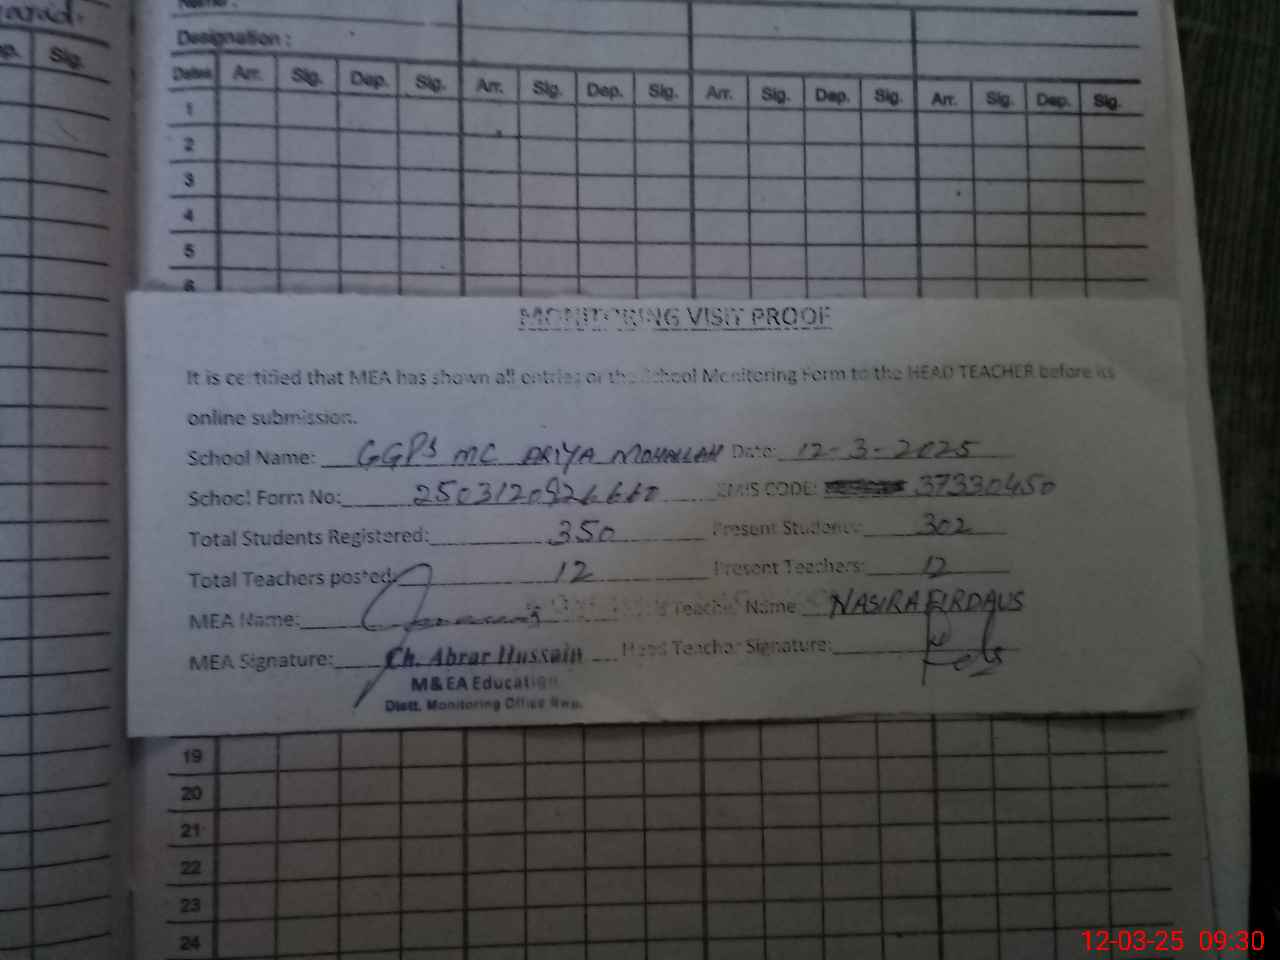 Designation :
Dates Arr. Sig. Dep. Sig. Arr. Sig. Dep. Sig. Arr. Sig. Dep. Sig. Arr. Sig. Dep. Sig.
Sig.
1
2
3
4
5
6
MONITORING VISIT PROOF
It is certified that MEA has shown all entries of the School Monitoring Form to the HEAD TEACHER before its
online submission.
School Name: GGPS MC ARIYA MOHALLAH Date: 12-3-2025
School Form No: EMIS CODE: 37330450
Total Students Registered: 350 Present Students: 302
Total Teachers posted: 12 Present Teachers: 12
MEA Name: Teacher Name: NASIRA FIRDAUS
MEA Signature: Ch. Abrar Hussain Head Teacher Signature:
M&EA Education
Distt. Monitoring Office Rwp.
19
20
21
22
23
24
12-03-25 09:30